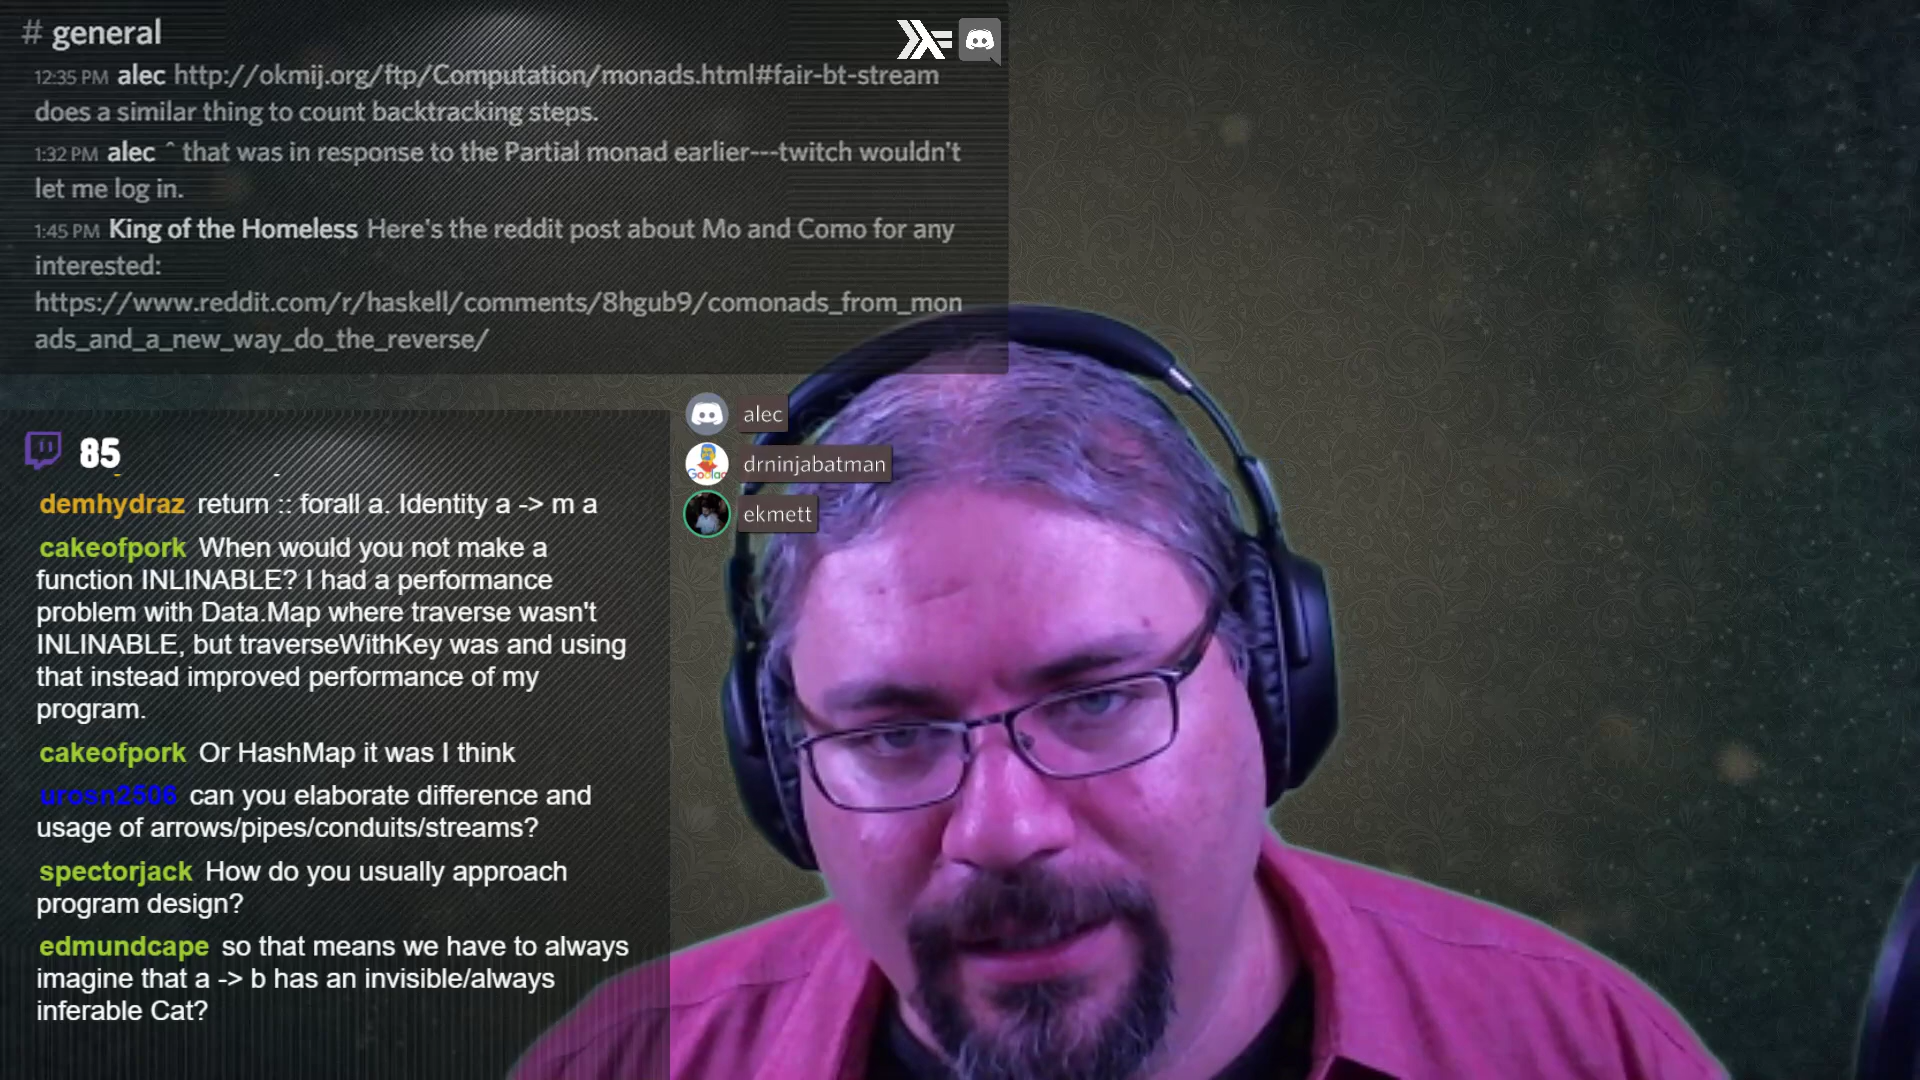 # general
12:35 PM alec http://okmij.org/ftp/Computation/monads.html#fair-bt-stream
does a similar thing to count backtracking steps.
1:32 PM alec ^ that was in response to the Partial monad earlier---twitch wouldn't
let me log in.
1:45 PM King of the Homeless Here's the reddit post about Mo and Como for any
interested:
https://www.reddit.com/r/haskell/comments/8hgub9/comonads_from_mon
ads_and_a_new_way_do_the_reverse/
alec
drninjabatman
ekmett
85
demhydraz return :: forall a. Identity a -> m a
cakeofpork When would you not make a
function INLINABLE? I had a performance
problem with Data.Map where traverse wasn't
INLINABLE, but traverseWithKey was and using
that instead improved performance of my
program.
cakeofpork Or HashMap it was I think
urosn2506 can you elaborate difference and
usage of arrows/pipes/conduits/streams?
spectorjack How do you usually approach
program design?
edmundcape so that means we have to always
imagine that a -> b has an invisible/always
inferable Cat?